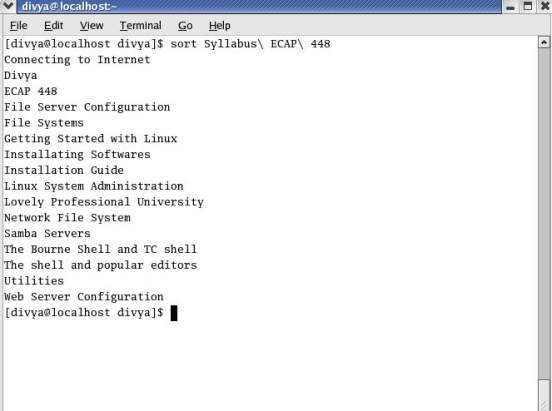 divya@localhost:~
File Edit View Terminal Go Help
[divya@localhost divya]$ sort Syllabus\ ECAP\ 448
Connecting to Internet
Divya
ECAP 448
File Server Configuration
File Systems
Getting Started with Linux
Installating Softwares
Installation Guide
Linux System Administration
Lovely Professional University
Network File System
Samba Servers
The Bourne Shell and TC shell
The shell and popular editors
Utilities
Web Server Configuration
[divya@localhost divya]$